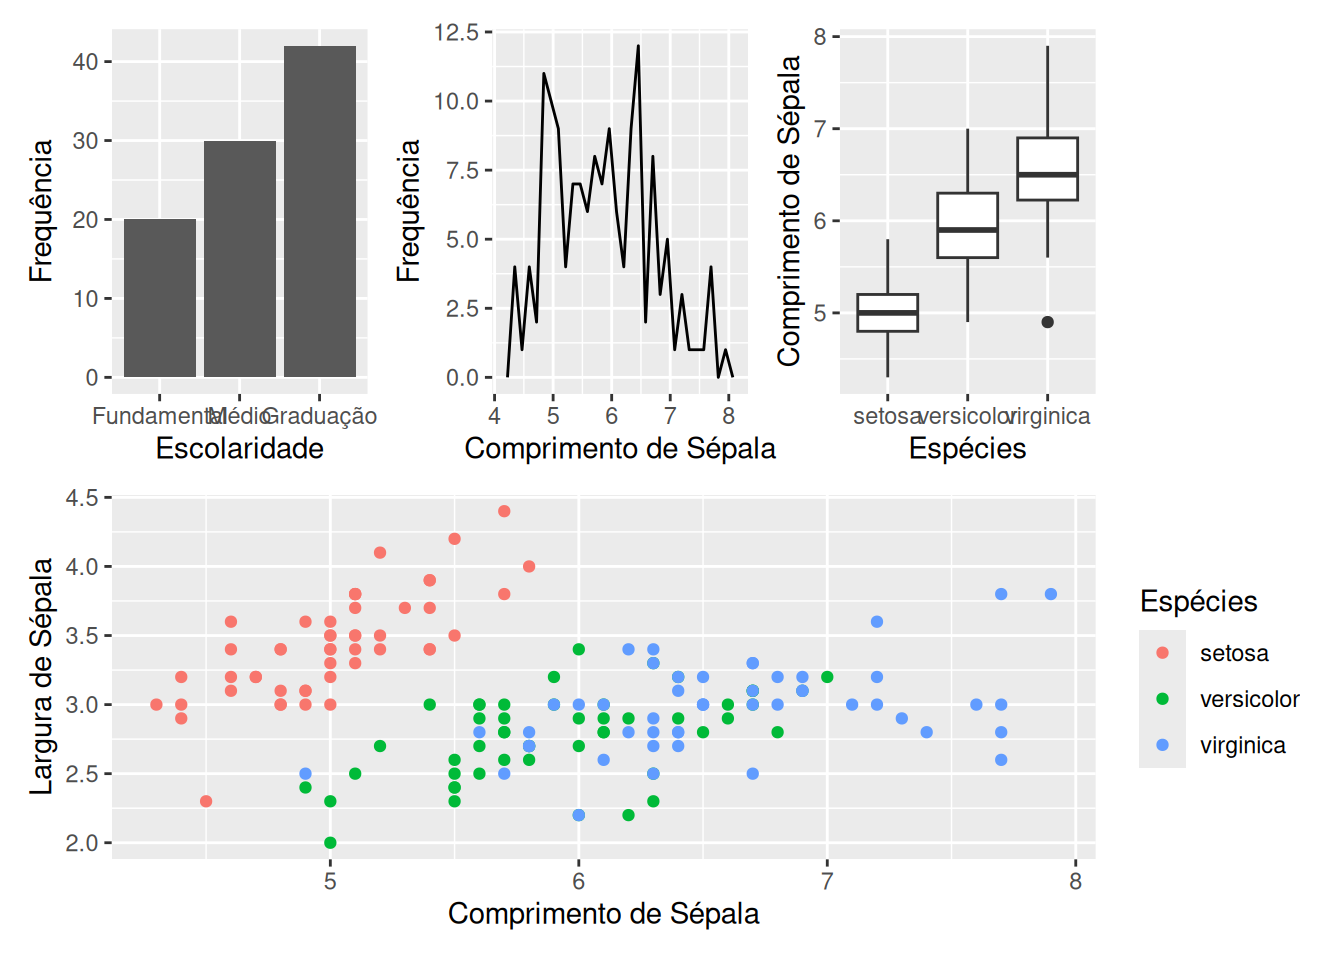 Frequência
40
30
20
10
0
Fundamental
Médio
Graduação
Escolaridade
Frequência
12.5
10.0
7.5
5.0
2.5
0.0
4 5 6 7 8
Comprimento de Sépala
Comprimento de Sépala
8
7
6
5
setosa
versicolor
virginica
Espécies
Largura de Sépala
4.5
4.0
3.5
3.0
2.5
2.0
5 6 7 8
Comprimento de Sépala
Espécies
setosa
versicolor
virginica